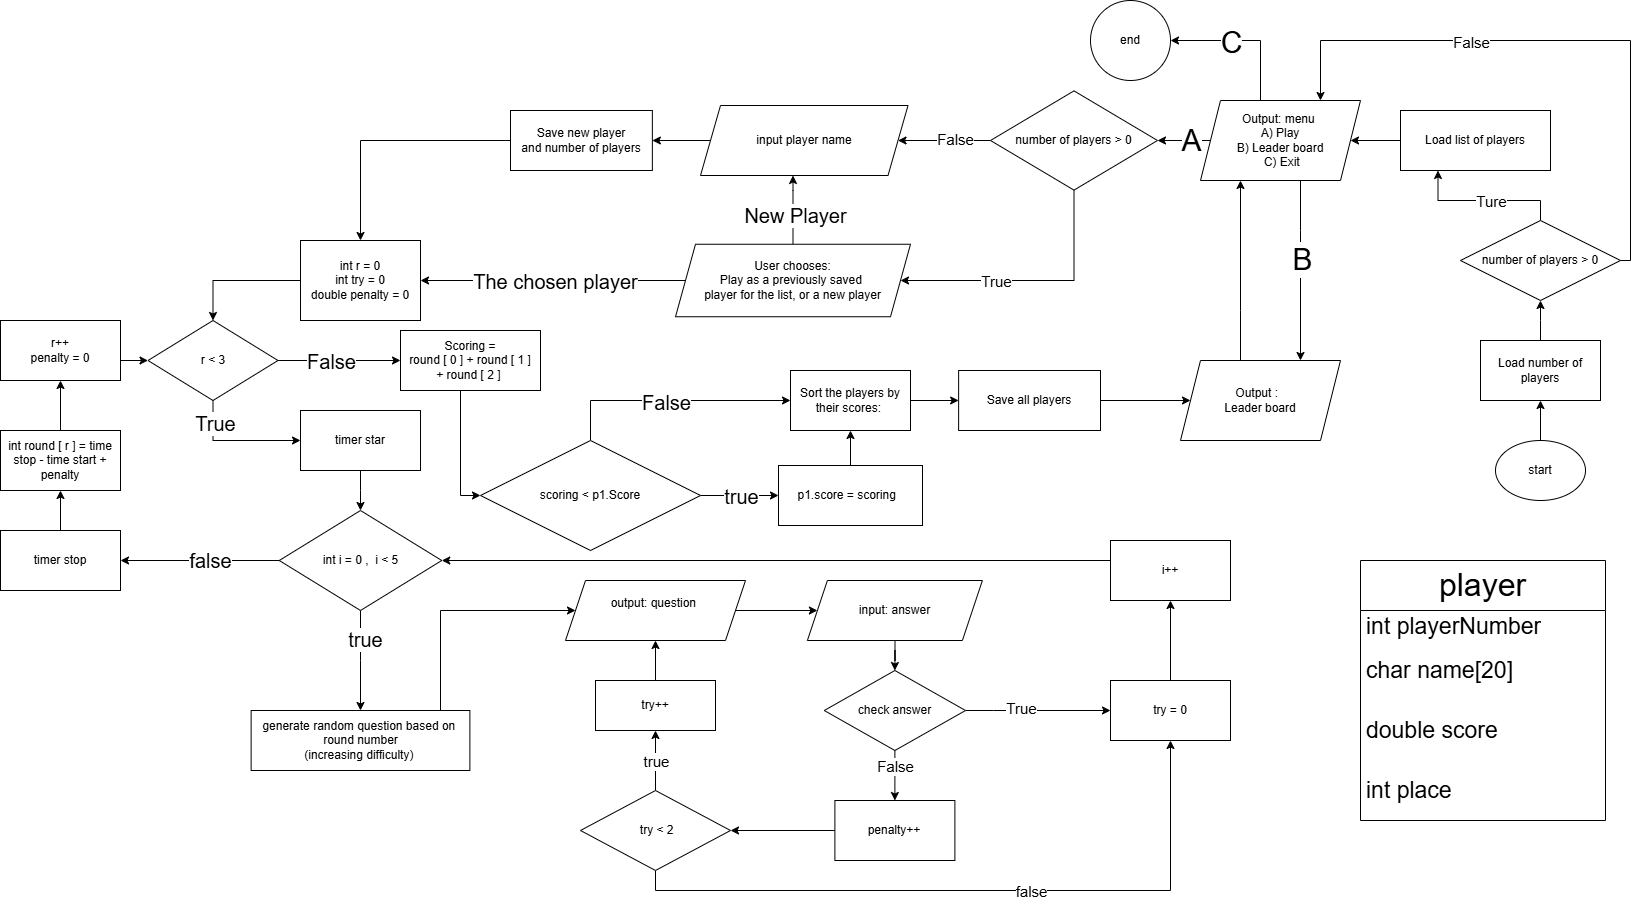 end
C
False
Output: menu
A) Play
B) Leader board
C) Exit
Load list of players
A
number of players > 0
False
input player name
Save new player
and number of players
Ture
New Player
number of players > 0
B
int r = 0
int try = 0
double penalty = 0
The chosen player
User chooses:
Play as a previously saved
player for the list, or a new player
True
r++
penalty = 0
r < 3
False
Scoring =
round [ 0 ] + round [ 1 ]
+ round [ 2 ]
Load number of
players
True
False
Sort the players by
their scores:
Save all players
Output :
Leader board
timer star
int round [ r ] = time
stop - time start +
penalty
scoring < p1.Score
true
p1.score = scoring
start
timer stop
false
int i = 0 , i < 5
i++
output: question
input: answer
true
try++
check answer
True
try = 0
generate random question based on
round number
(increasing difficulty)
true
False
try < 2
penalty++
false
player
int playerNumber
char name[20]
double score
int place